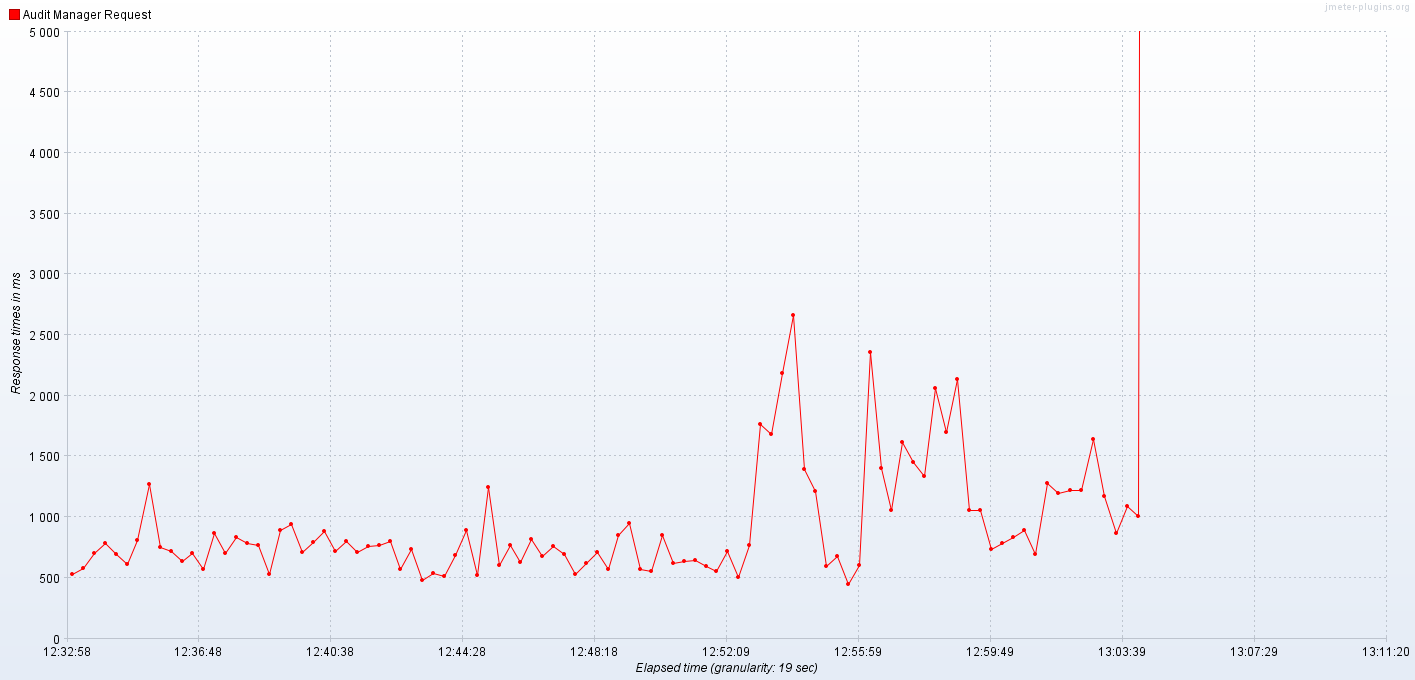 Audit Manager Request
jmeter-plugins.org
5 000
4 500
4 000
3 500
3 000
2 500
2 000
1 500
1 000
500
0
Response times in ms
12:32:58 12:36:48 12:40:38 12:44:28 12:48:18 12:52:09 12:55:59 12:59:49 13:03:39 13:07:29 13:11:20
Elapsed time (granularity: 19 sec)